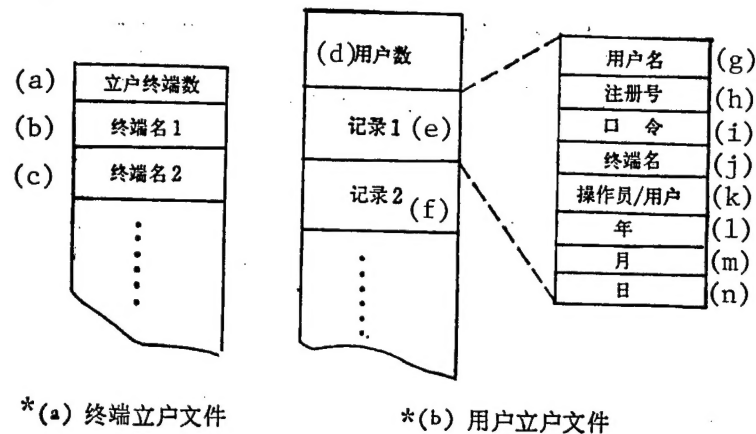 (a) 立户终端数
(b) 终端名1
(c) 终端名2
*(a) 终端立户文件
(d)用户数
记录1 (e)
记录2 (f)
*(b) 用户立户文件
用户名 (g)
注册号 (h)
口 令 (i)
终端名 (j)
操作员/用户 (k)
年 (l)
月 (m)
日 (n)